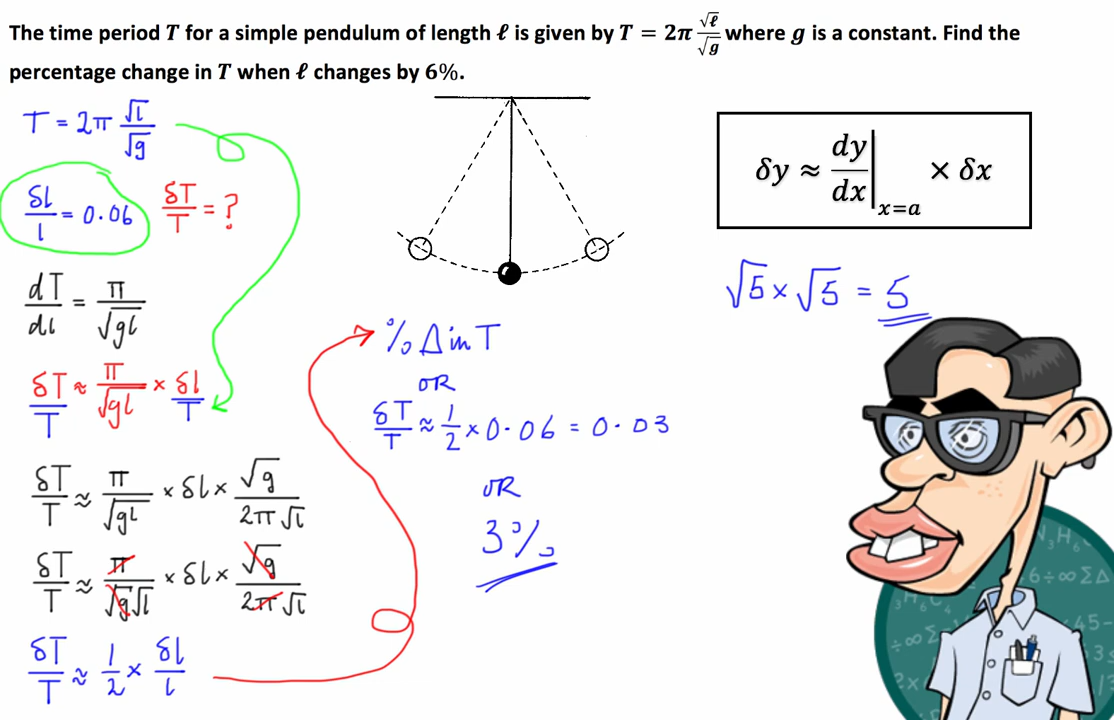 The time period T for a simple pendulum of length ℓ is given by T = 2π √ℓ/√g where g is a constant. Find the
percentage change in T when ℓ changes by 6%.
T = 2π √l/√g
δl/l = 0.06 δT/T = ?
dT/dl = π/√gl
δT/T ≈ π/√gl × δl/T
δT/T ≈ π/√gl × δl × √g/2π√l
δT/T ≈ π/√g√l × δl × √g/2π√l
δT/T ≈ 1/2 × δl/l
% Δ in T
OR
δT/T ≈ 1/2 × 0.06 = 0.03
OR
3%
δy ≈ dy/dx|x=a × δx
√5 × √5 = 5